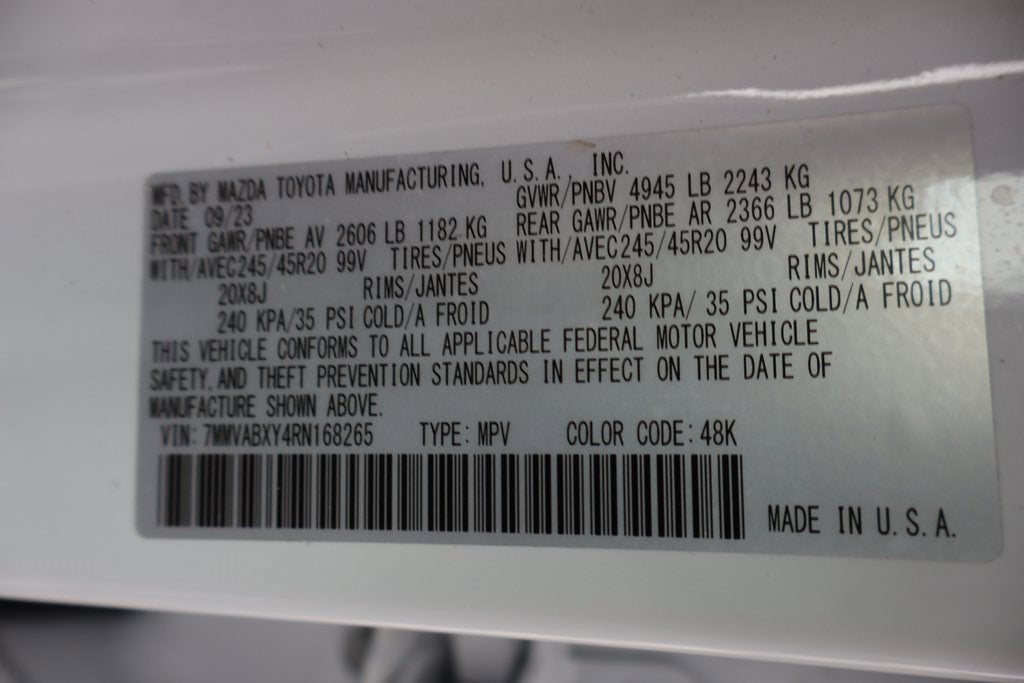 MFD. BY MAZDA TOYOTA MANUFACTURING, U.S.A., INC.
DATE 09/23 GVWR/PNBV 4945 LB 2243 KG
FRONT GAWR/PNBE AV 2606 LB 1182 KG REAR GAWR/PNBE AR 2366 LB 1073 KG
WITH/AVEC245/45R20 99V TIRES/PNEUS WITH/AVEC245/45R20 99V TIRES/PNEUS
20X8J RIMS/JANTES 20X8J RIMS/JANTES
240 KPA/35 PSI COLD/A FROID 240 KPA/ 35 PSI COLD/A FROID
THIS VEHICLE CONFORMS TO ALL APPLICABLE FEDERAL MOTOR VEHICLE
SAFETY, AND THEFT PREVENTION STANDARDS IN EFFECT ON THE DATE OF
MANUFACTURE SHOWN ABOVE.
VIN: 7MMVABXY4RN168265 TYPE: MPV COLOR CODE: 48K
MADE IN U.S.A.